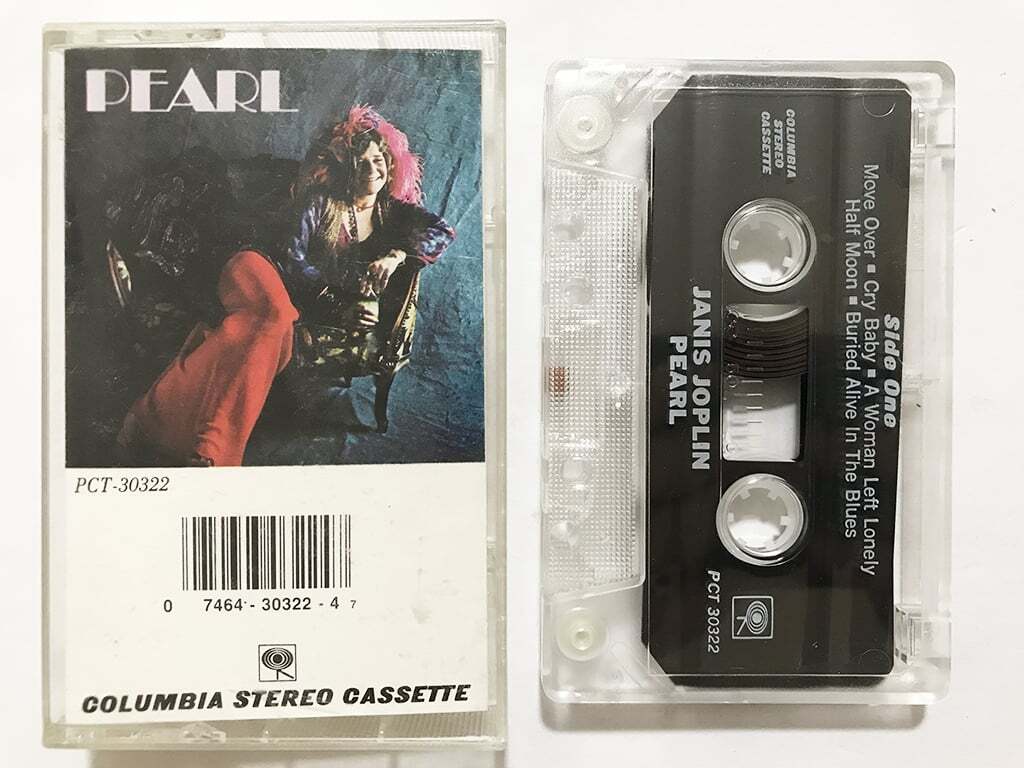 PEARL
PCT-30322
0 7464-30322-4 7
COLUMBIA STEREO CASSETTE
COLUMBIA
STEREO
CASSETTE
Side One
Move Over ■ Cry Baby ■ A Woman Left Lonely
Half Moon ■ Buried Alive In The Blues
JANIS JOPLIN
PEARL
PCT 30322